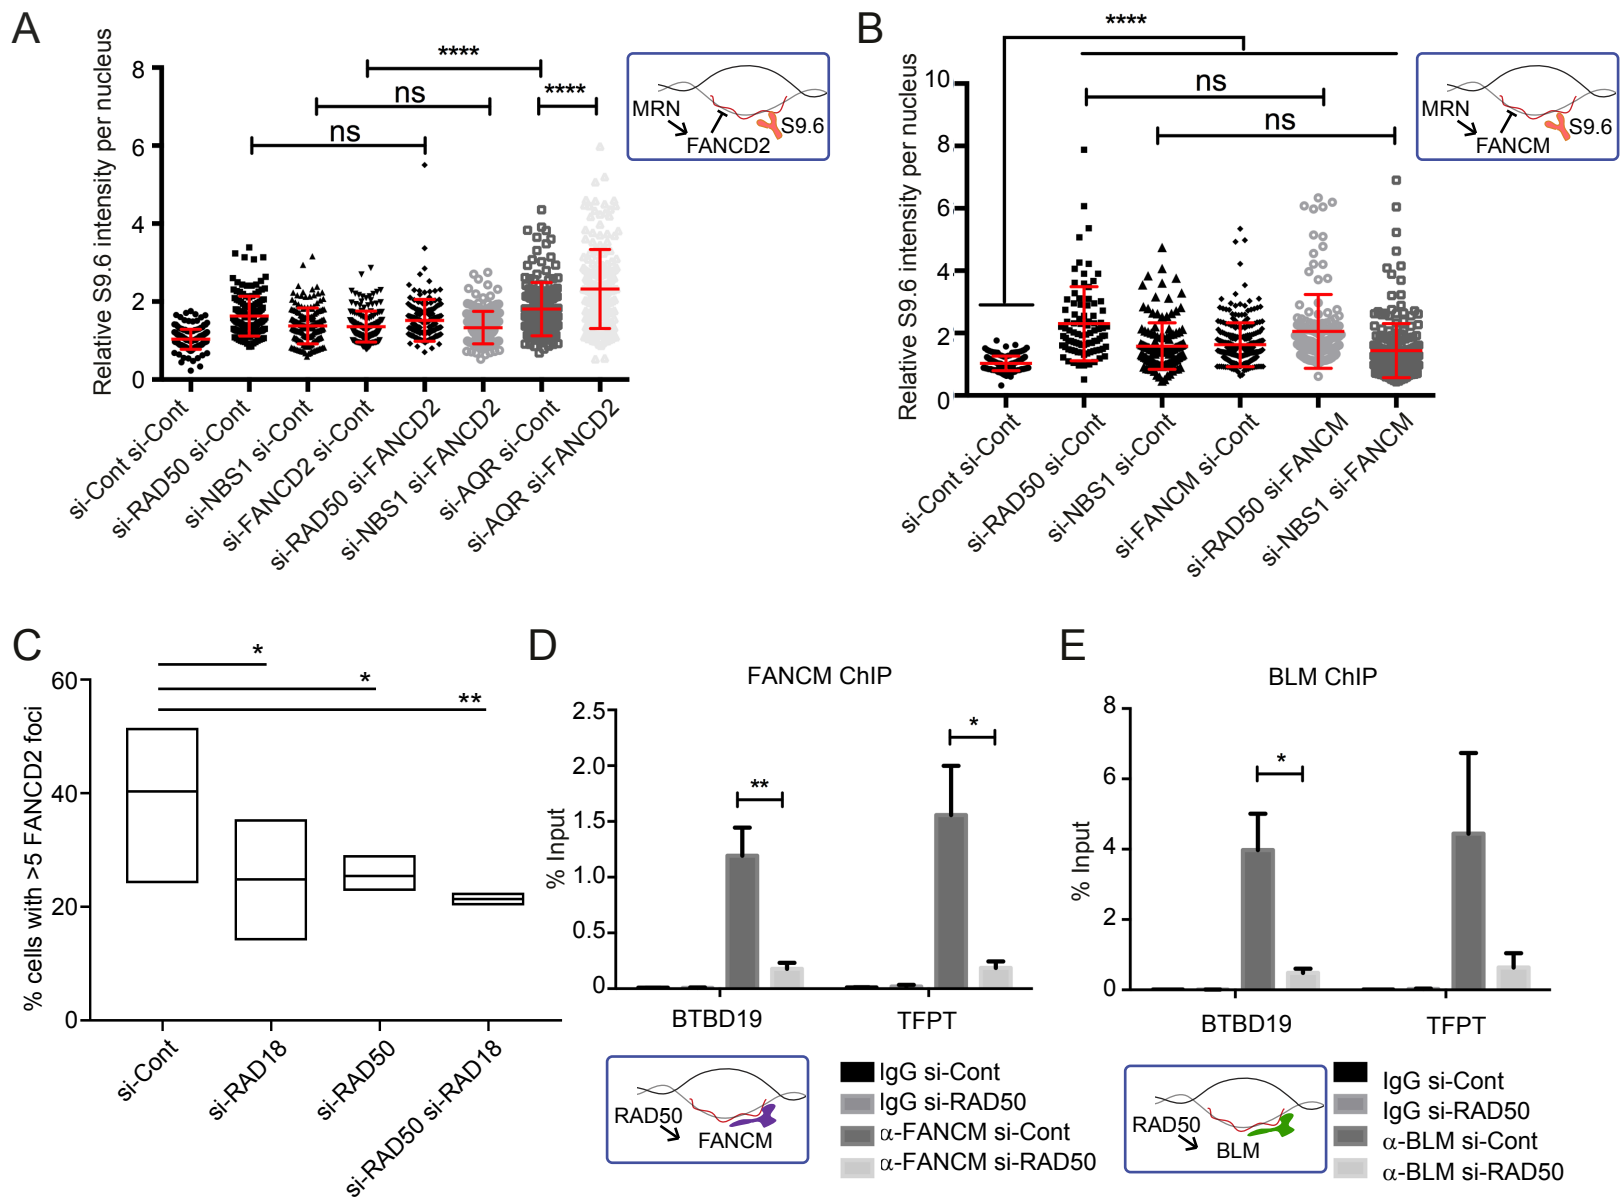 A
Relative S9.6 intensity per nucleus
8
6
4
2
0
****
****
ns
ns
MRN
FANCD2
S9.6
si-Cont si-Cont
si-RAD50 si-Cont
si-NBS1 si-Cont
si-FANCD2 si-Cont
si-RAD50 si-FANCD2
si-NBS1 si-FANCD2
si-AQR si-Cont
si-AQR si-FANCD2
B
Relative S9.6 intensity per nucleus
10
8
6
4
2
0
****
ns
ns
MRN
FANCM
S9.6
si-Cont si-Cont
si-RAD50 si-Cont
si-NBS1 si-Cont
si-FANCM si-Cont
si-RAD50 si-FANCM
si-NBS1 si-FANCM
C
% cells with >5 FANCD2 foci
60
40
20
0
*
*
**
si-Cont
si-RAD18
si-RAD50
si-RAD50 si-RAD18
D
FANCM ChIP
% Input
2.5
2.0
1.5
1.0
0.5
0
**
*
BTBD19
TFPT
RAD50
FANCM
IgG si-Cont
IgG si-RAD50
α-FANCM si-Cont
α-FANCM si-RAD50
E
BLM ChIP
% Input
8
6
4
2
0
*
BTBD19
TFPT
RAD50
BLM
IgG si-Cont
IgG si-RAD50
α-BLM si-Cont
α-BLM si-RAD50